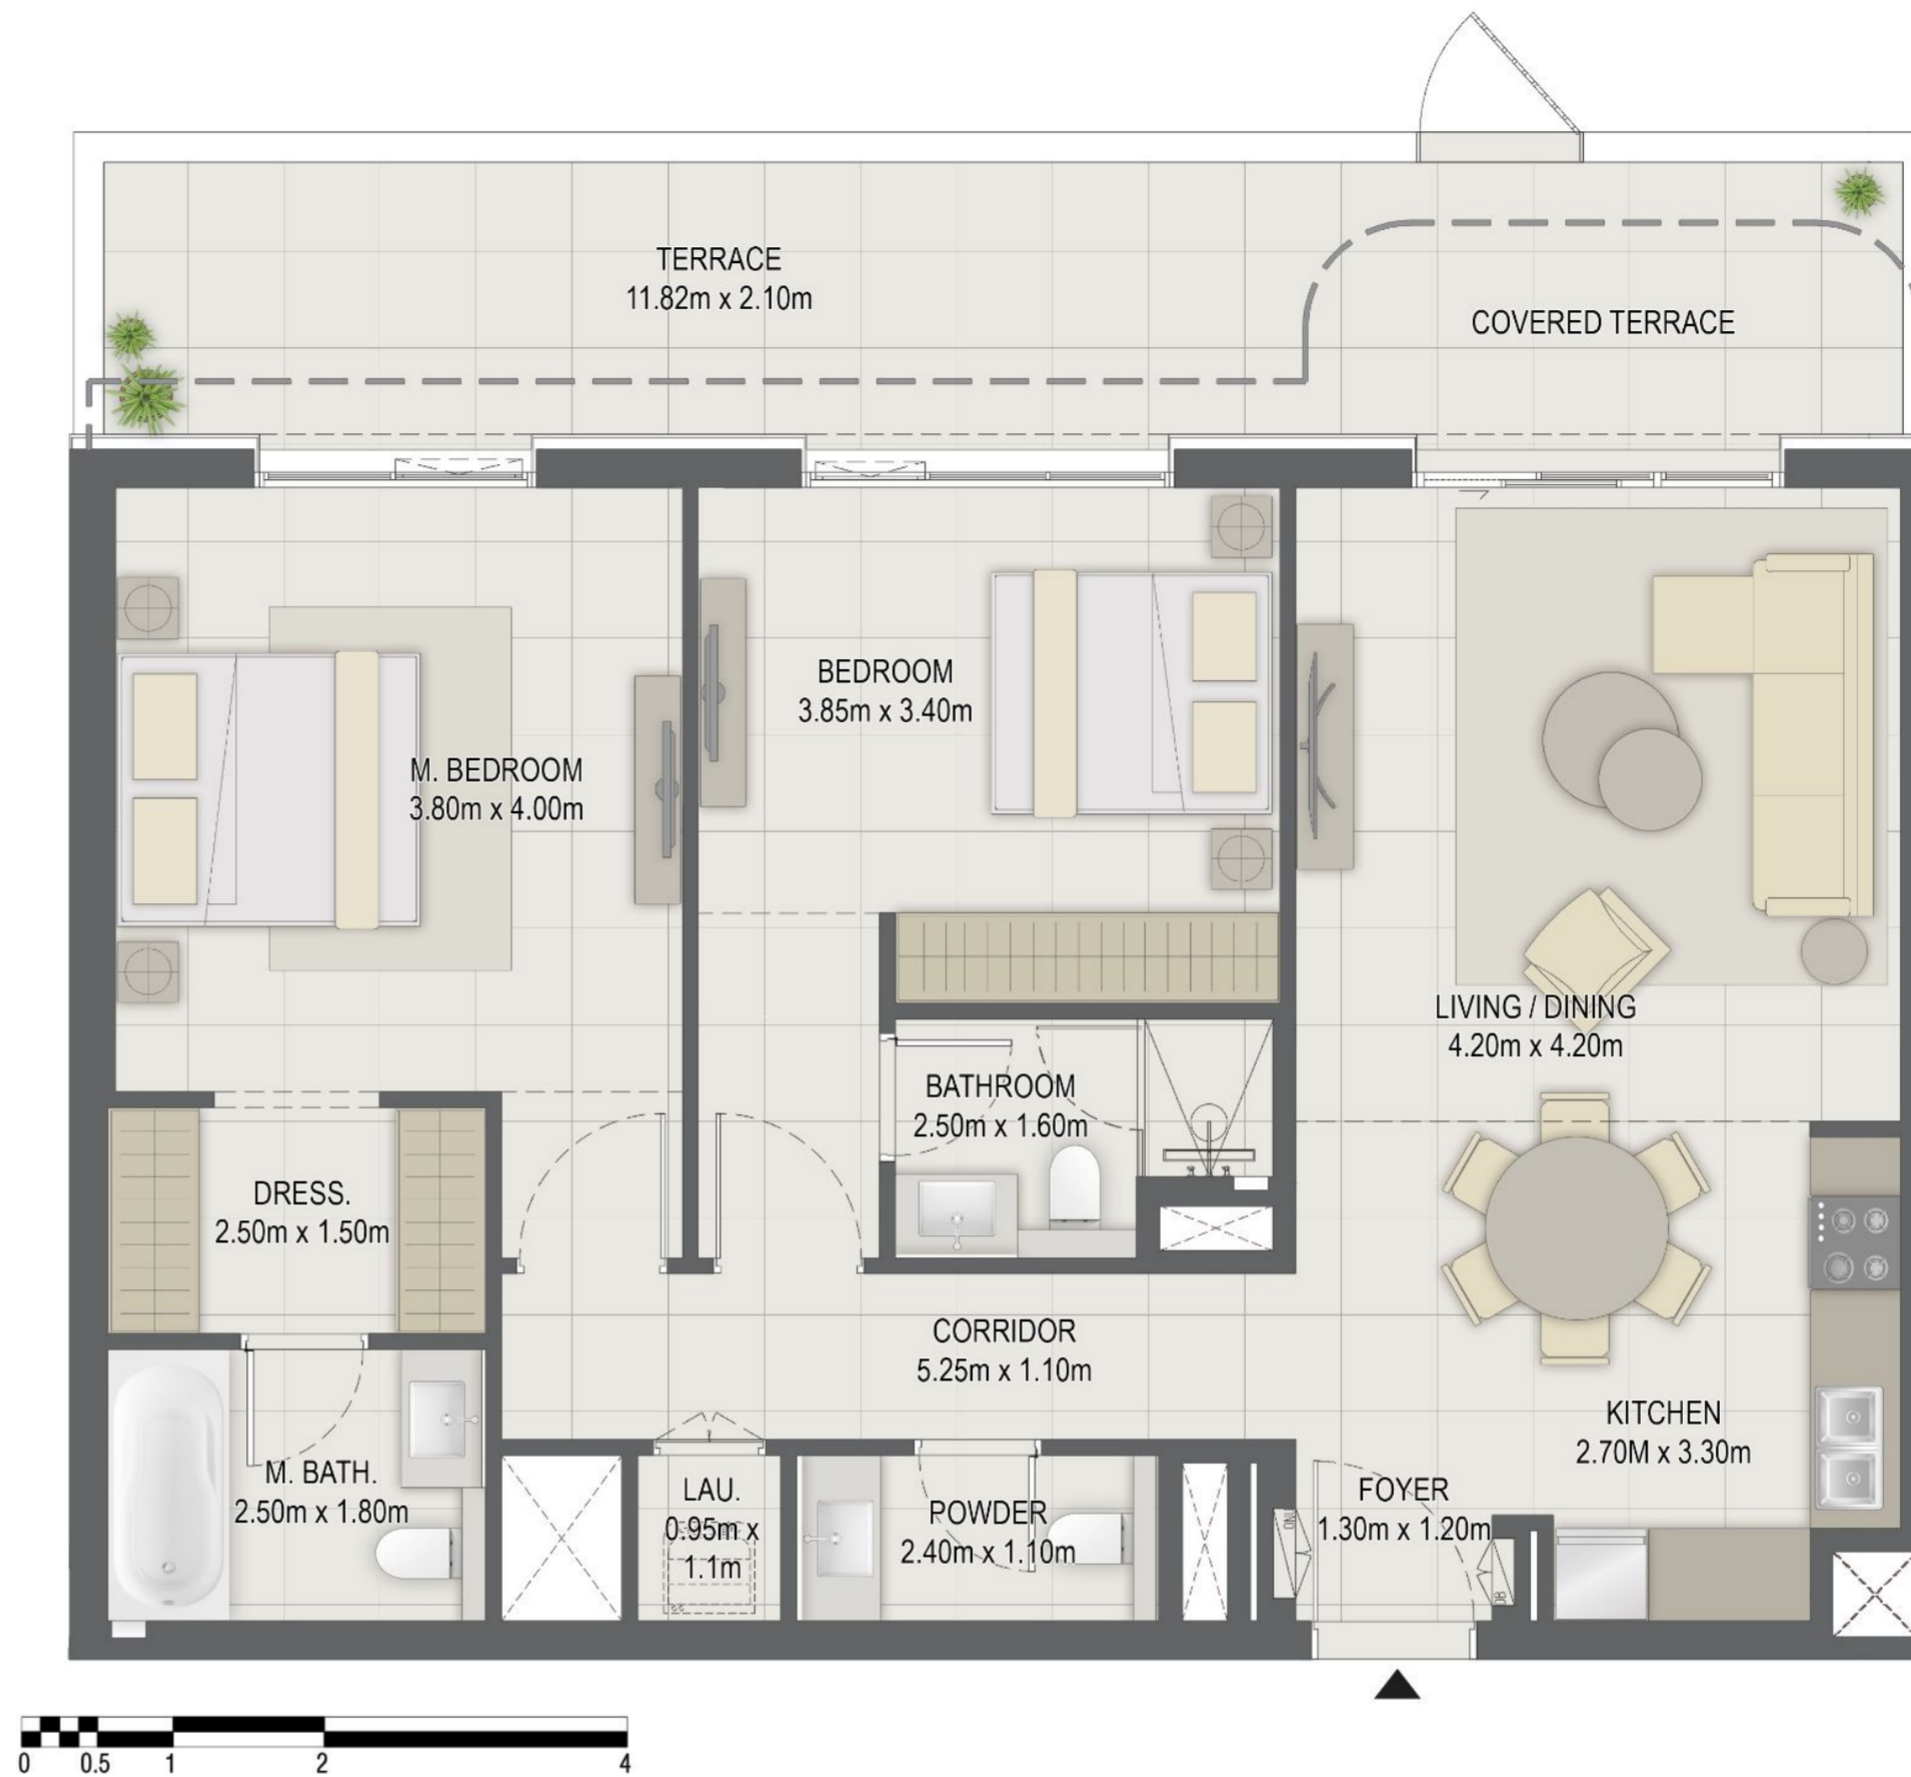 TERRACE
11.82m x 2.10m
COVERED TERRACE
BEDROOM
3.85m x 3.40m
M. BEDROOM
3.80m x 4.00m
LIVING / DINING
4.20m x 4.20m
BATHROOM
2.50m x 1.60m
DRESS.
2.50m x 1.50m
CORRIDOR
5.25m x 1.10m
KITCHEN
2.70M x 3.30m
M. BATH.
2.50m x 1.80m
LAU.
0.95m x
1.1m
POWDER
2.40m x 1.10m
FOYER
1.30m x 1.20m
DB
0 0.5 1 2 4